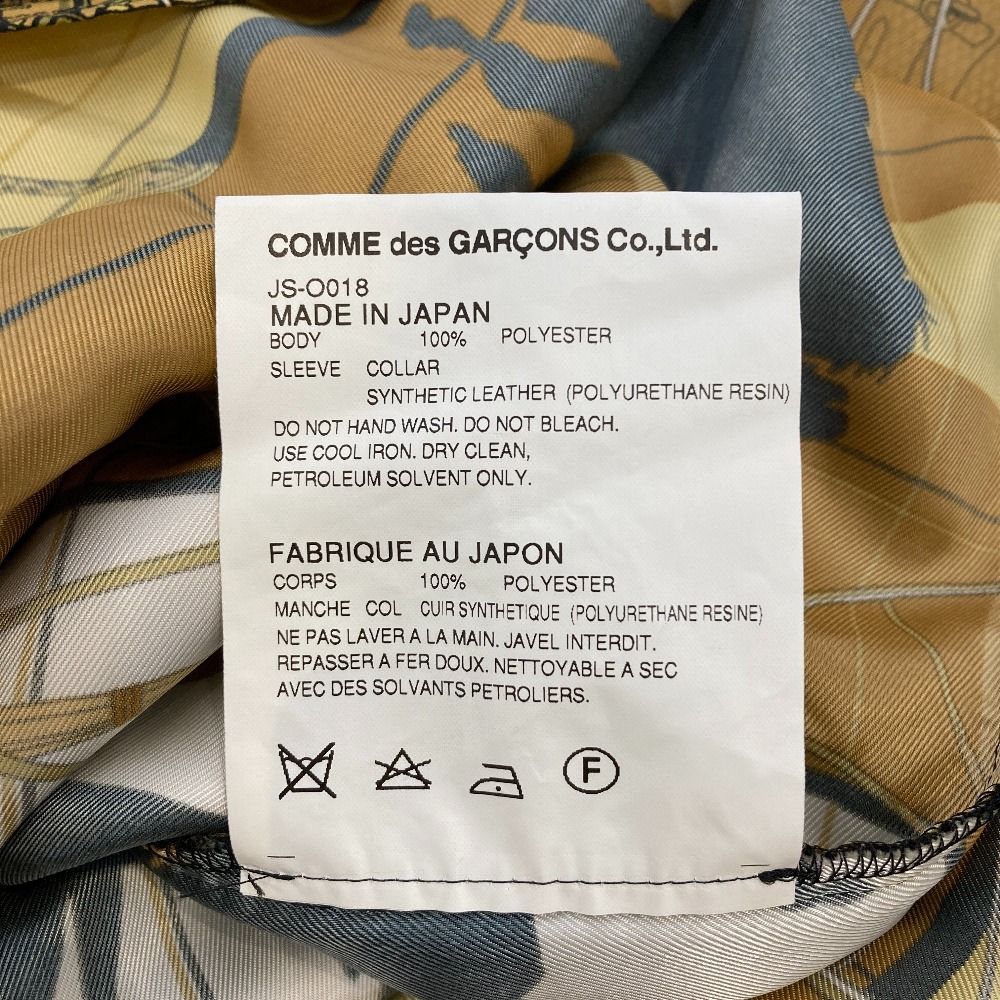 COMME des GARÇONS Co.,Ltd.
JS-O018
MADE IN JAPAN
BODY 100% POLYESTER
SLEEVE COLLAR
SYNTHETIC LEATHER (POLYURETHANE RESIN)
DO NOT HAND WASH. DO NOT BLEACH.
USE COOL IRON. DRY CLEAN,
PETROLEUM SOLVENT ONLY.
FABRIQUE AU JAPON
CORPS 100% POLYESTER
MANCHE COL CUIR SYNTHETIQUE (POLYURETHANE RESINE)
NE PAS LAVER A LA MAIN. JAVEL INTERDIT.
REPASSER A FER DOUX. NETTOYABLE A SEC
AVEC DES SOLVANTS PETROLIERS.
F